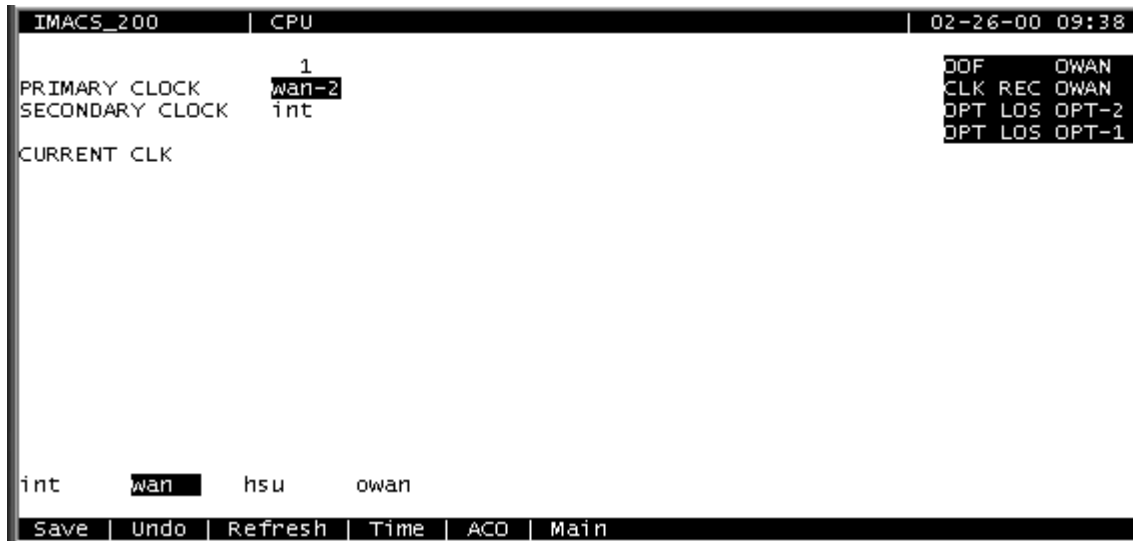 IMACS_200 | CPU | 02-26-00 09:38
1 OOF OWAN
PRIMARY CLOCK wan-2 CLK REC OWAN
SECONDARY CLOCK int OPT LOS OPT-2
OPT LOS OPT-1
CURRENT CLK
int wan hsu owan
Save | Undo | Refresh | Time | ACO | Main